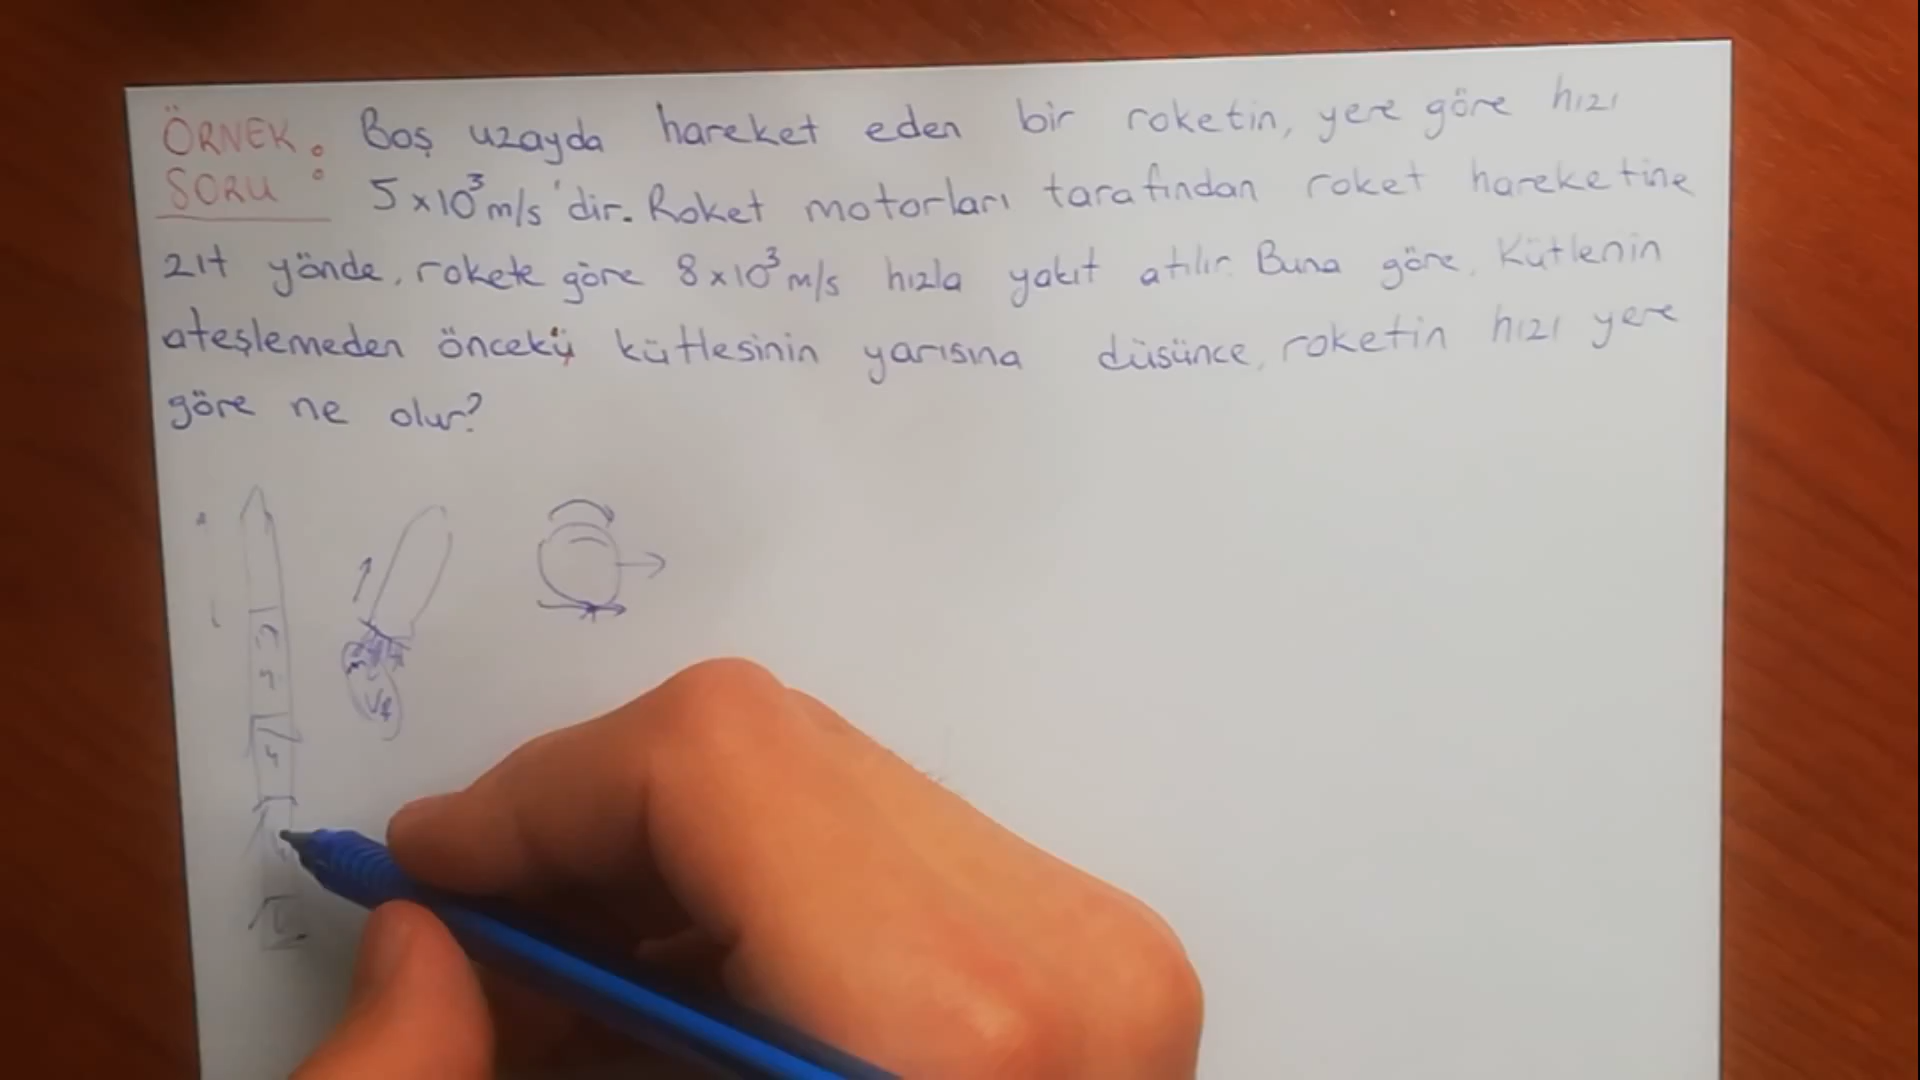 ÖRNEK SORU: Boş uzayda hareket eden bir roketin, yere göre hızı
5x10³ m/s'dir. Roket motorları tarafından roket hareketine
zıt yönde, rokete göre 8x10³ m/s hızla yakıt atılır. Buna göre, Kütlenin
ateşlemeden önceki kütlesinin yarısına düsünce, roketin hızı yere
göre ne olur?